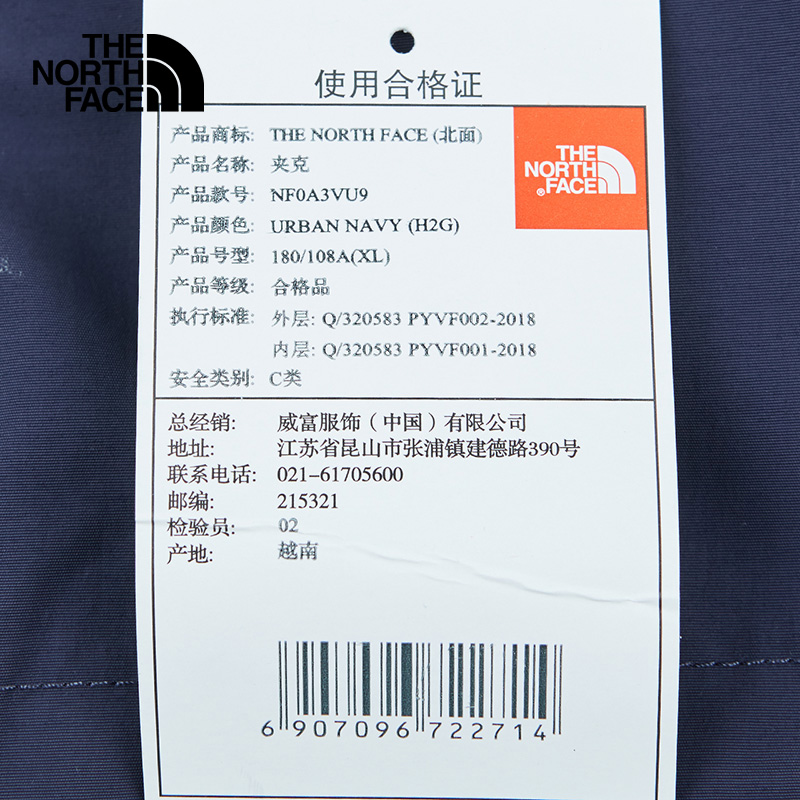 THE
NORTH
FACE
使用合格证
产品商标: THE NORTH FACE (北面)
产品名称: 夹克
产品款号: NF0A3VU9
产品颜色: URBAN NAVY (H2G)
产品号型: 180/108A(XL)
产品等级: 合格品
执行标准: 外层: Q/320583 PYVF002-2018
内层: Q/320583 PYVF001-2018
安全类别: C类
THE
NORTH
FACE
®
总经销: 威富服饰（中国）有限公司
地址: 江苏省昆山市张浦镇建德路390号
联系电话: 021-61705600
邮编: 215321
检验员: 02
产地: 越南
6 907096 722714